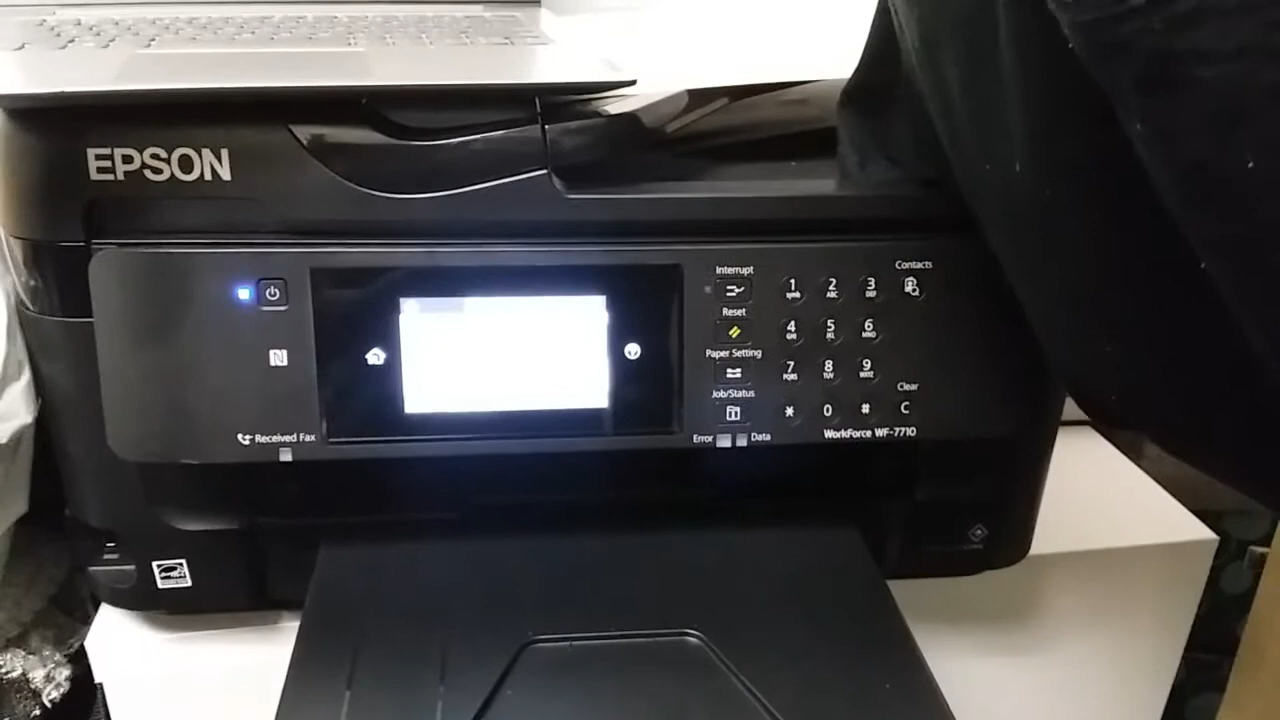 EPSON
Interrupt
Reset
Paper Setting
Job/Status
Error
Data
Received Fax
Contacts
1 2 ABC 3 DEF
4 GHI 5 JKL 6 MNO
7 PQRS 8 TUV 9 WXYZ
Clear
* 0 # C
WorkForce WF-7710